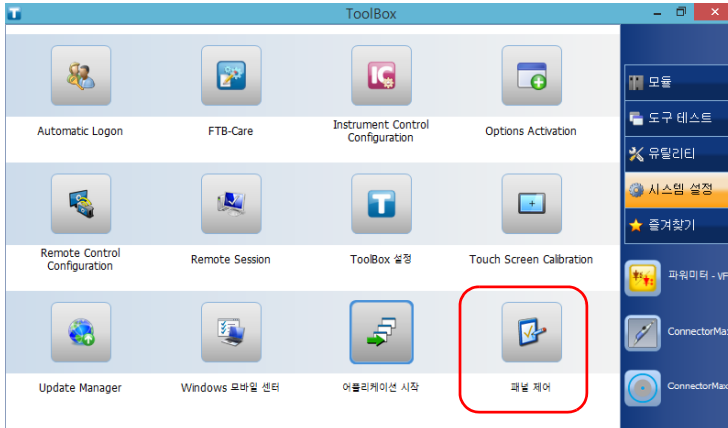 ToolBox
Automatic Logon
FTB-Care
Instrument Control
Configuration
Options Activation
Remote Control
Configuration
Remote Session
ToolBox 설정
Touch Screen Calibration
Update Manager
Windows 모바일 센터
어플리케이션 시작
패널 제어
모듈
도구 테스트
유틸리티
시스템 설정
즐겨찾기
파워미터 - VF
ConnectorMax
ConnectorMax